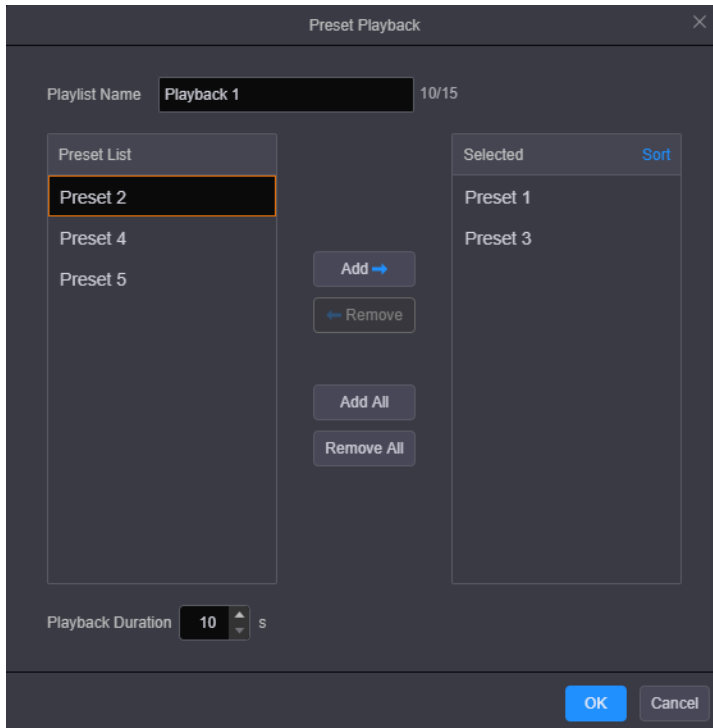 Preset Playback
Playlist Name Playback 1 10/15
Preset List
Preset 2
Preset 4
Preset 5
Add
Remove
Add All
Remove All
Selected Sort
Preset 1
Preset 3
Playback Duration 10 s
OK Cancel